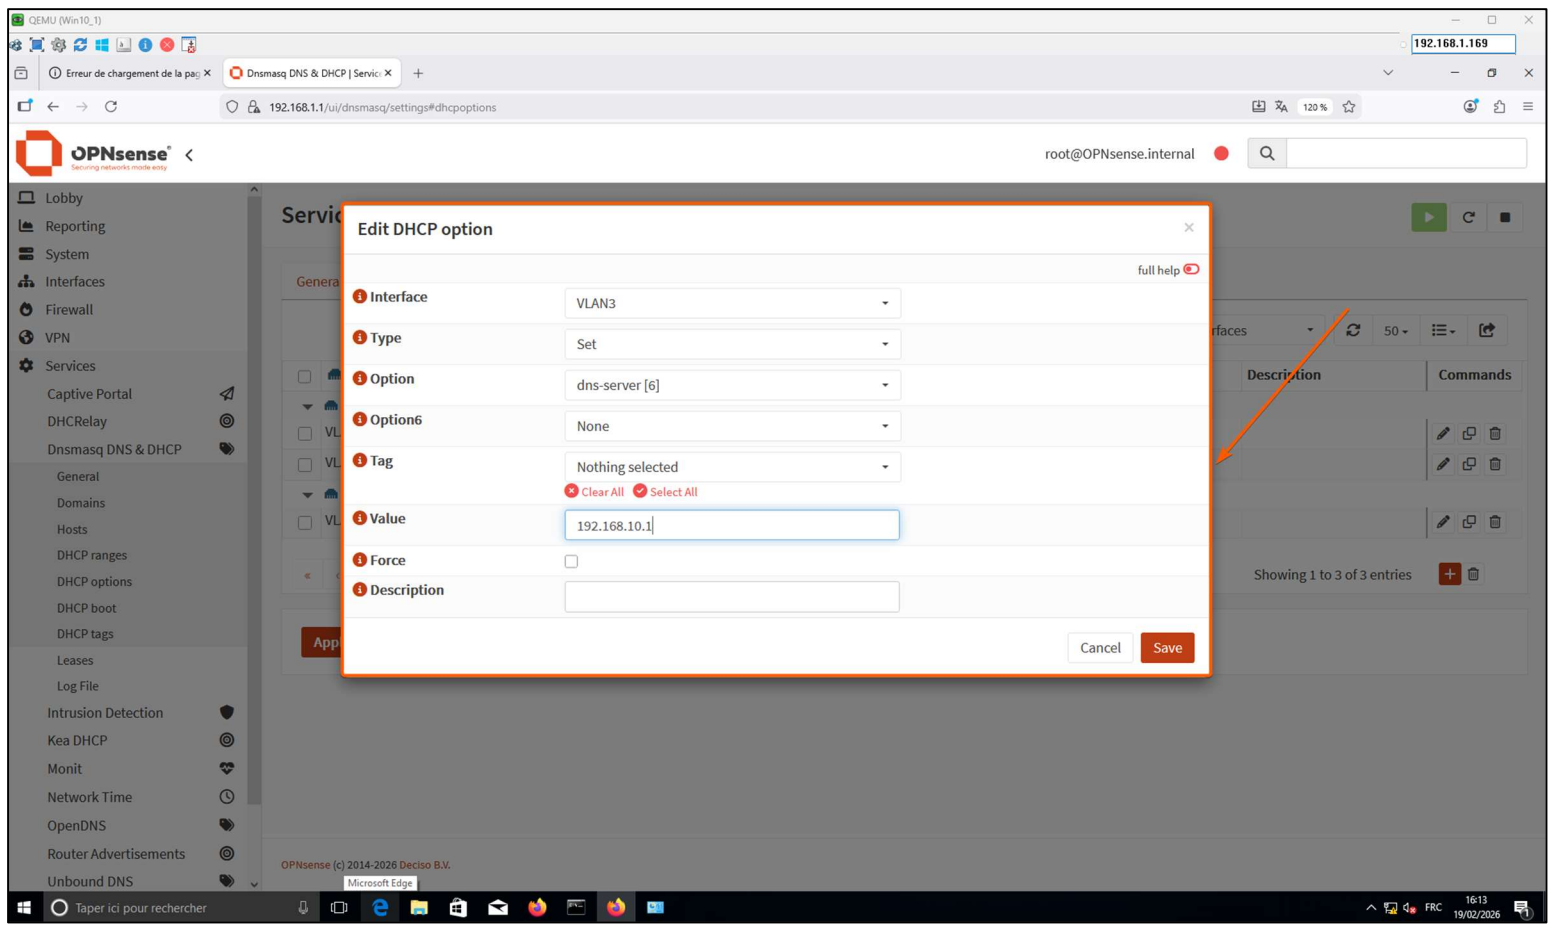 QEMU (Win10_1)
192.168.1.169
Erreur de chargement de la pag
Dnsmasq DNS & DHCP | Servic
192.168.1.1/ui/dnsmasq/settings#dhcpoptions
120 %
OPNsense
Securing networks made easy
root@OPNsense.internal
Lobby
Reporting
System
Interfaces
Firewall
VPN
Services
Captive Portal
DHCRelay
Dnsmasq DNS & DHCP
General
Domains
Hosts
DHCP ranges
DHCP options
DHCP boot
DHCP tags
Leases
Log File
Intrusion Detection
Kea DHCP
Monit
Network Time
OpenDNS
Router Advertisements
Unbound DNS
Servic
Genera
Edit DHCP option
full help
Interface
VLAN3
Type
Set
Option
dns-server [6]
Option6
None
Tag
Nothing selected
Clear All
Select All
Value
192.168.10.1
Force
Description
Cancel
Save
rfaces
50
Description
Commands
VL
VL
VL
«
Showing 1 to 3 of 3 entries
App
OPNsense (c) 2014-2026 Deciso B.V.
Microsoft Edge
Taper ici pour rechercher
FRC
16:13
19/02/2026
1